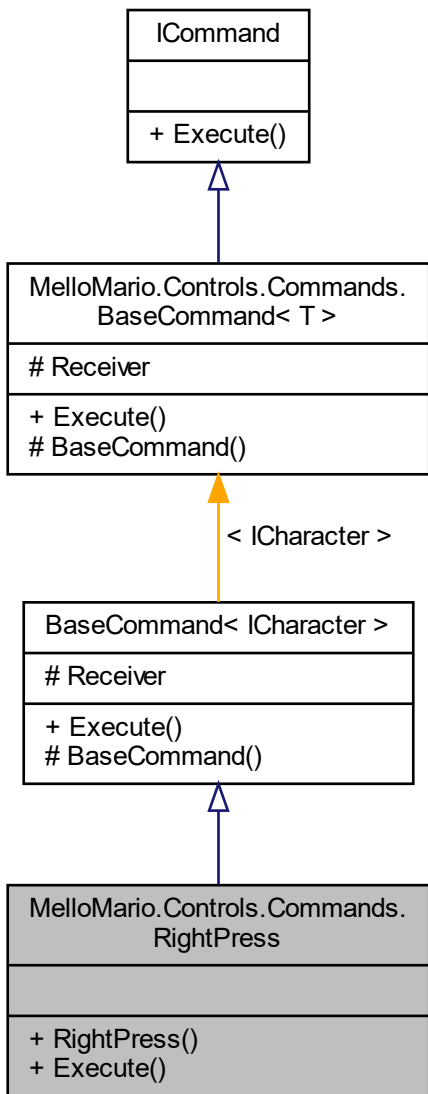 ICommand
+ Execute()
MelloMario.Controls.Commands.
BaseCommand< T >
# Receiver
+ Execute()
# BaseCommand()
< ICharacter >
BaseCommand< ICharacter >
# Receiver
+ Execute()
# BaseCommand()
MelloMario.Controls.Commands.
RightPress
+ RightPress()
+ Execute()